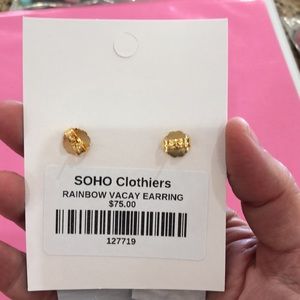 SOHO Clothiers
RAINBOW VACAY EARRING
$75.00
127719